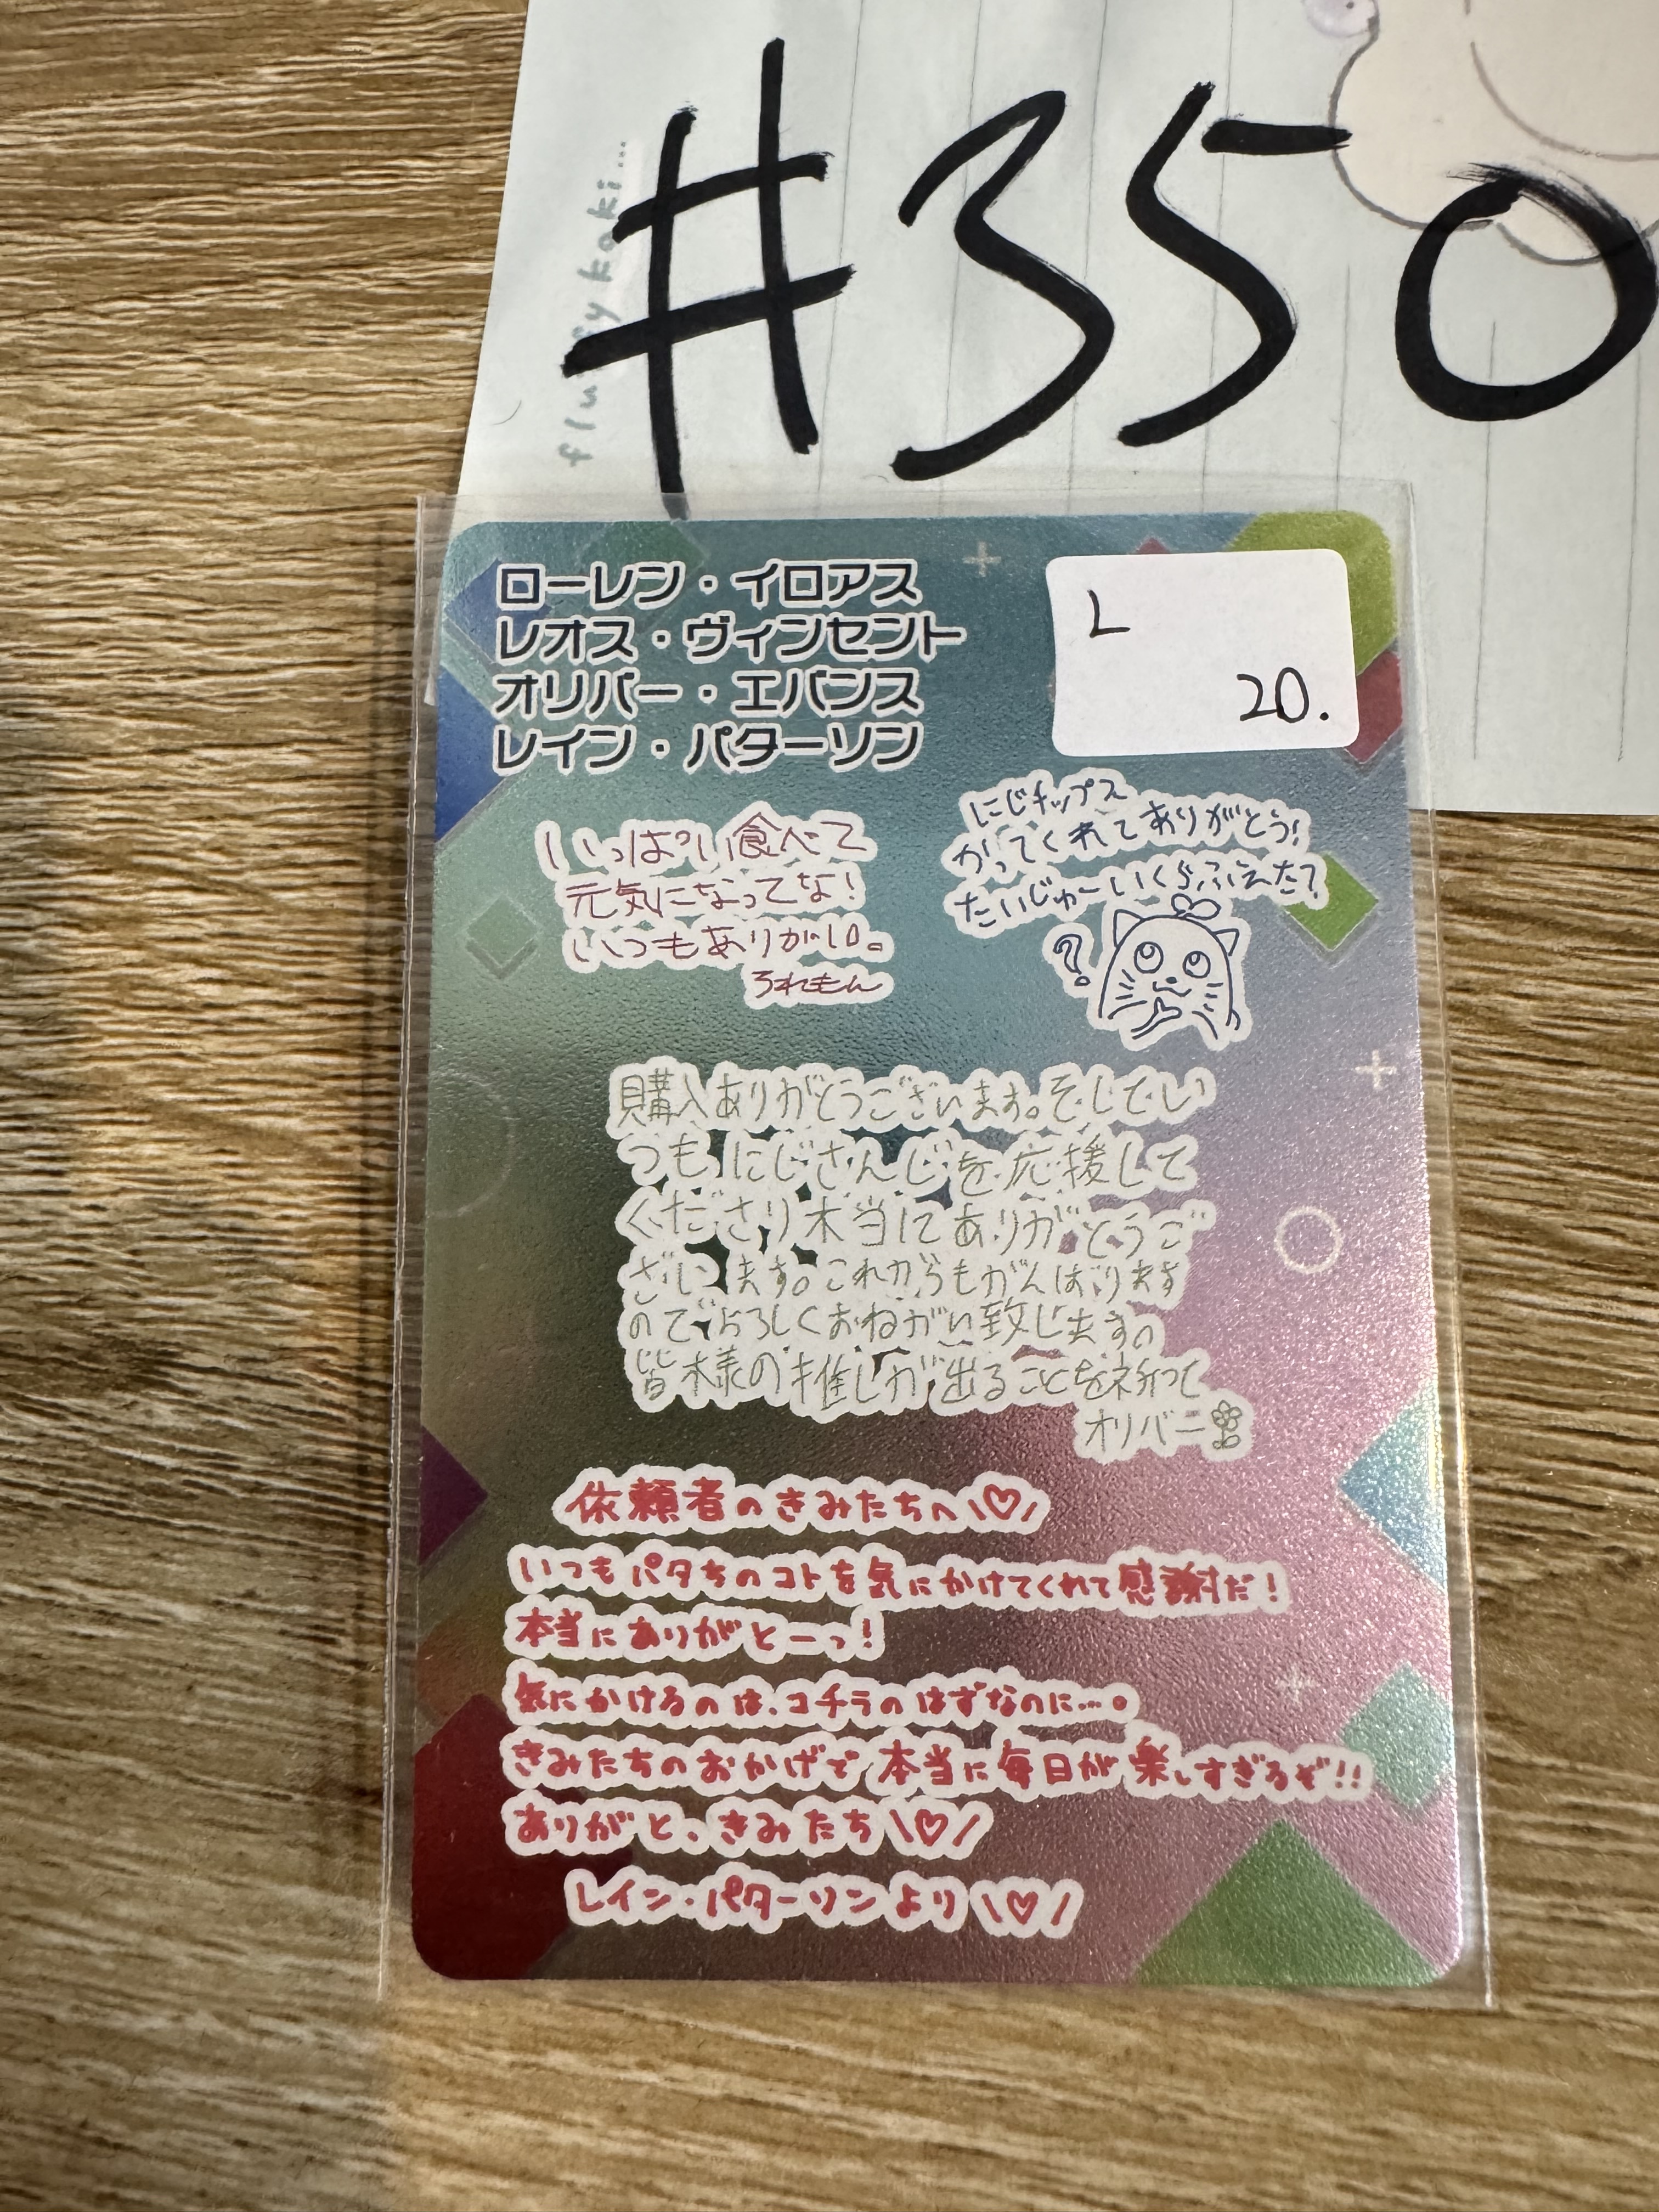 #350
fluffy kaki...
ローレン・イロアス
レオス・ヴィンセント
オリバー・エバンス
レイン・パターソン
L
20.
いっぱい食べて
元気になってな!
いつもありがLO。
ろれもん
にじチップス
かってくれてありがとう!
たいじゅーいくらふえた?
?
購入ありがとうございます。そしてい
つもにじさんじを応援して
くださり本当にありがとうご
ざいます。これからもがんばります
のでよろしくおねがい致します。
皆様の推しが出ることを祈って
オリバー
依頼者のきみたちへ\♡/
いつもパタちのコトを気にかけてくれて感謝だ!
本当にありがとーっ!
気にかけるのは、コチラのはずなのに…。
きみたちのおかげで本当に毎日が楽しすぎるぞ!!
ありがと、きみたち\♡/
レイン・パターソンより\♡/